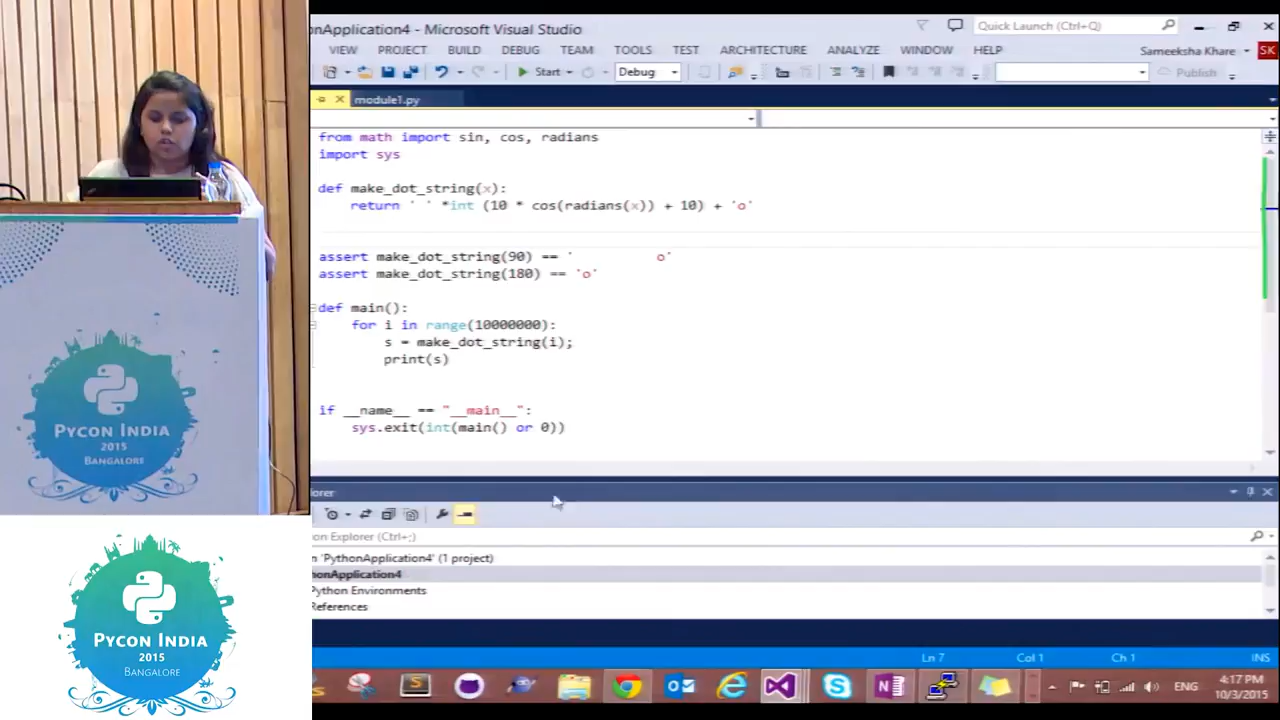 onApplication4 - Microsoft Visual Studio
Quick Launch (Ctrl+Q)
VIEW PROJECT BUILD DEBUG TEAM TOOLS TEST ARCHITECTURE ANALYZE WINDOW HELP
Sameeksha Khare SK
Start Debug Publish
module1.py
from math import sin, cos, radians
import sys
def make_dot_string(x):
return ' ' *int (10 * cos(radians(x)) + 10) + 'o'
assert make_dot_string(90) == '          o'
assert make_dot_string(180) == 'o'
def main():
for i in range(10000000):
s = make_dot_string(i);
print(s)
if __name__ == "__main__":
sys.exit(int(main() or 0))
lorer
on Explorer (Ctrl+;)
n 'PythonApplication4' (1 project)
honApplication4
Python Environments
References
Ln 7 Col 1 Ch 1 INS
ENG
4:17 PM
10/3/2015
PYCON INDIA
2015
BANGALORE
PYCON INDIA
2015
BANGALORE